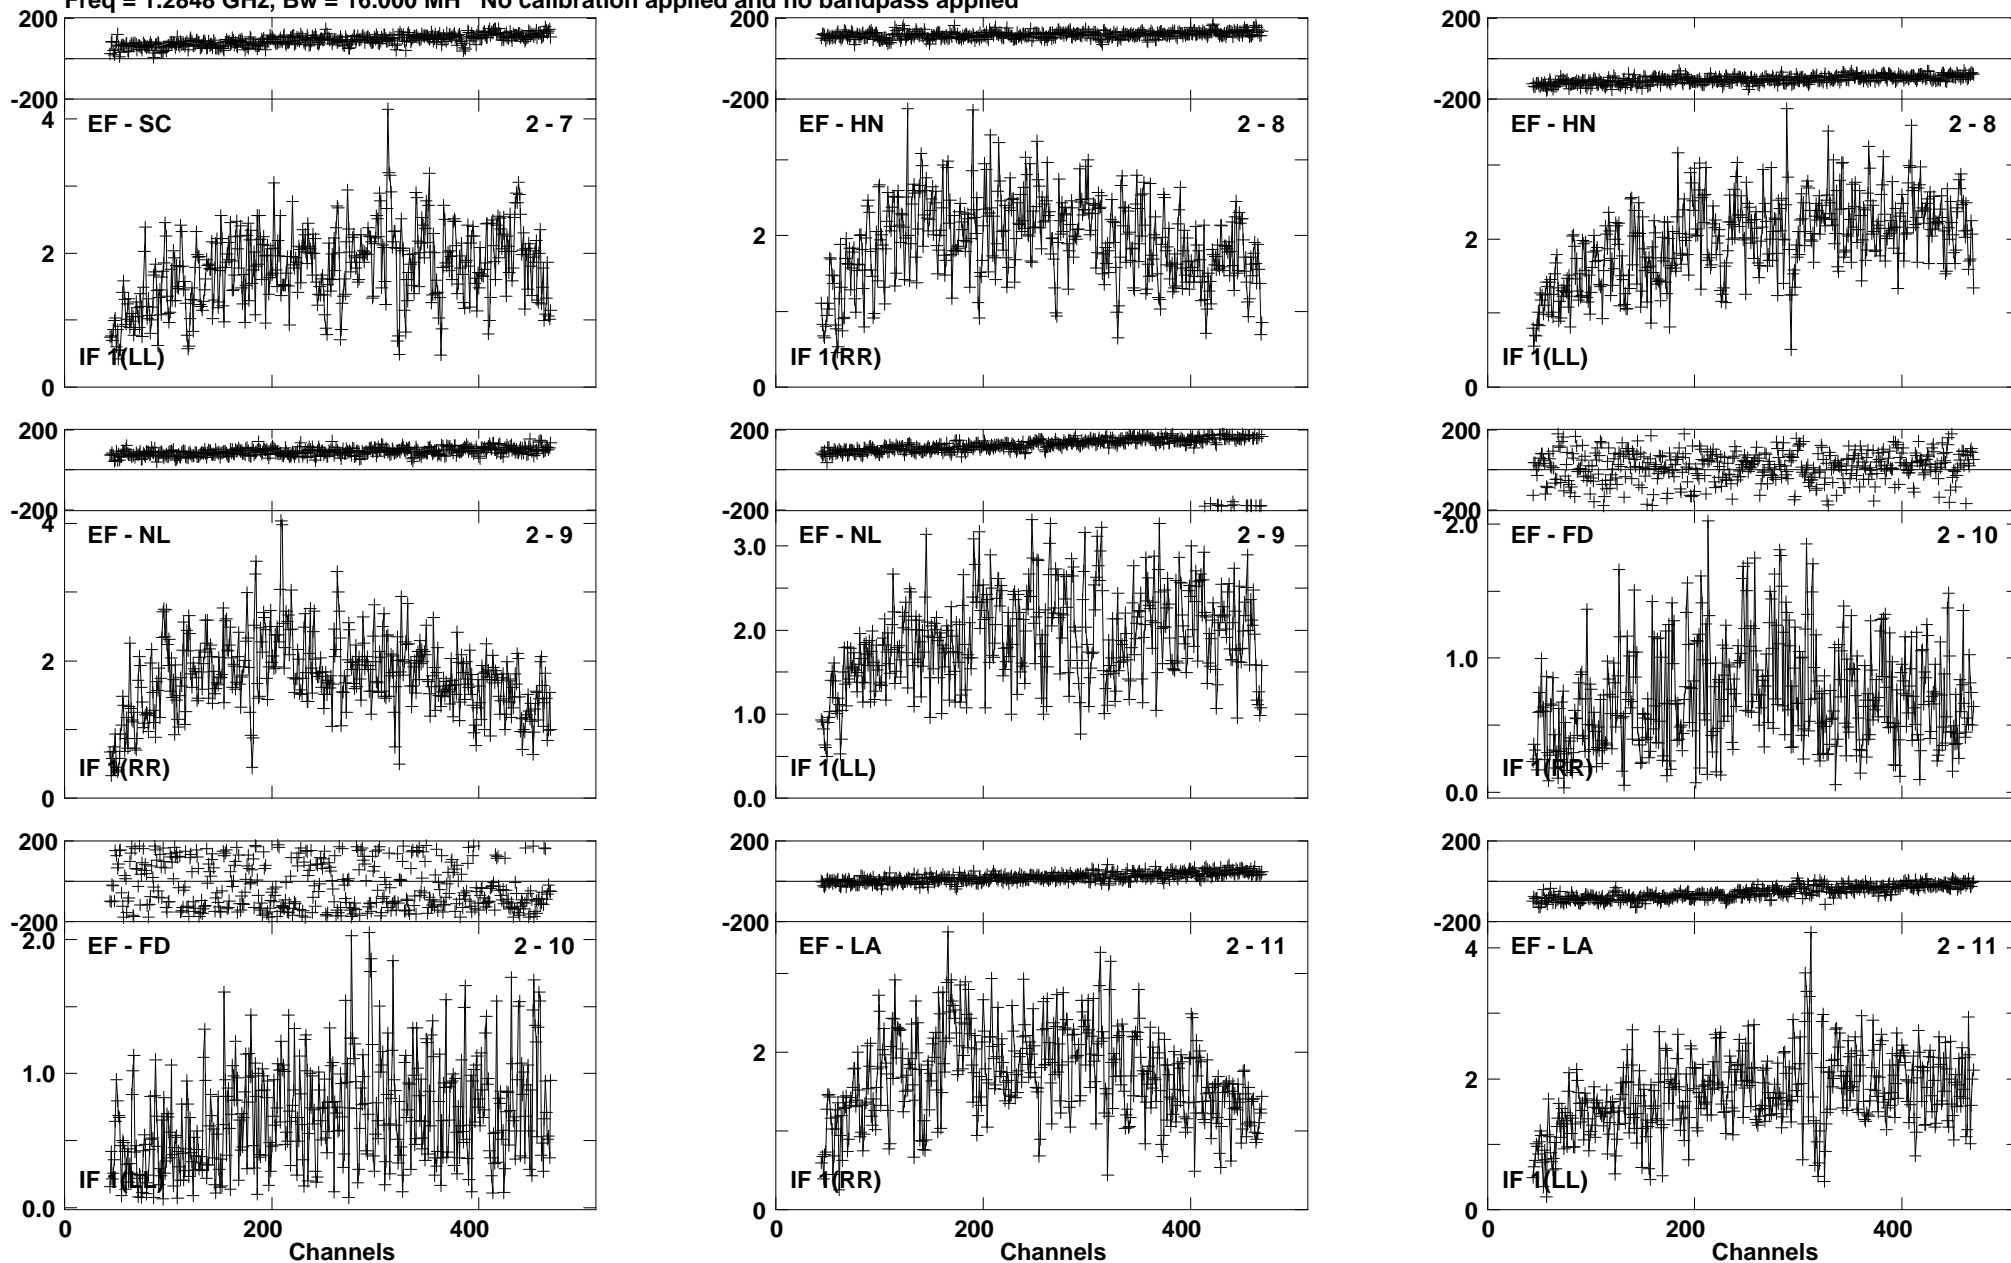 Freq = 1.2848 GHz, Bw = 16.000 MH No calibration applied and no bandpass applied
200 200 200
-200 -200 -200
4 EF - SC 2 - 7 EF - HN 2 - 8 EF - HN 2 - 8
2 2 2
IF 1(LL) IF 1(RR) IF 1(LL)
0 0 0
200 200 200
-200 -200 -200
4 EF - NL 2 - 9 3.0 EF - NL 2 - 9 2.0 EF - FD 2 - 10
2 2.0 1.0
1.0
IF 1(RR) IF 1(LL) IF 1(RR)
0 0.0 0.0
200 200 200
-200 -200 -200
2.0 EF - FD 2 - 10 EF - LA 2 - 11 4 EF - LA 2 - 11
1.0 2 2
IF 1(LL) IF 1(RR) IF 1(LL)
0.0 0 0
0 200 400 0 200 400 0 200 400
Channels Channels Channels